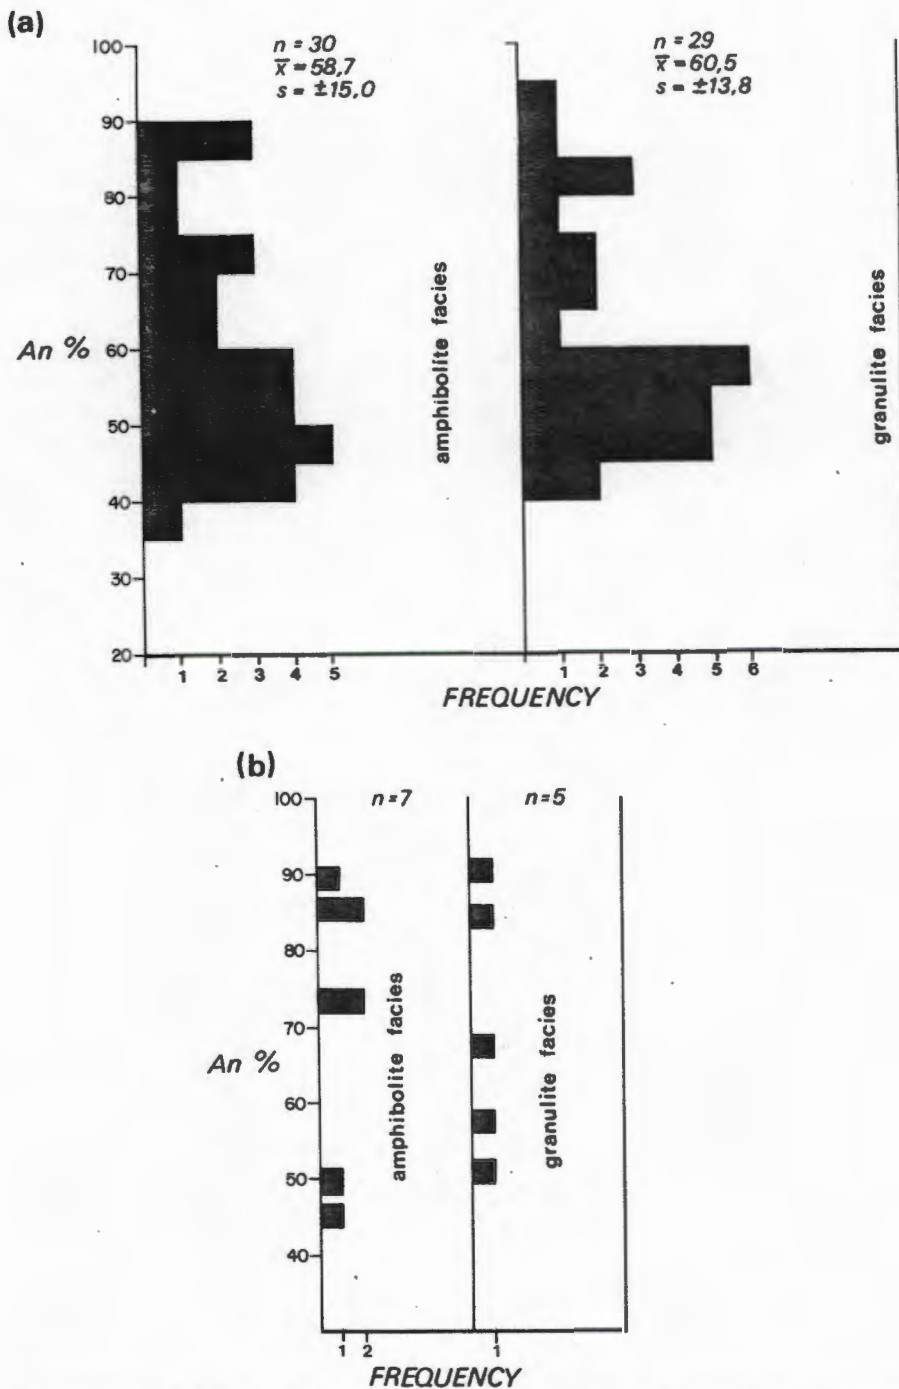 (a)
n = 30
x̄ = 58,7
s = ±15,0
n = 29
x̄ = 60,5
s = ±13,8
100
90
80
70
60
50
40
30
20
An %
amphibolite facies
granulite facies
1 2 3 4 5
1 2 3 4 5 6
FREQUENCY
(b)
n=7
n=5
100
90
80
70
60
50
40
An %
amphibolite facies
granulite facies
1 2
1
FREQUENCY